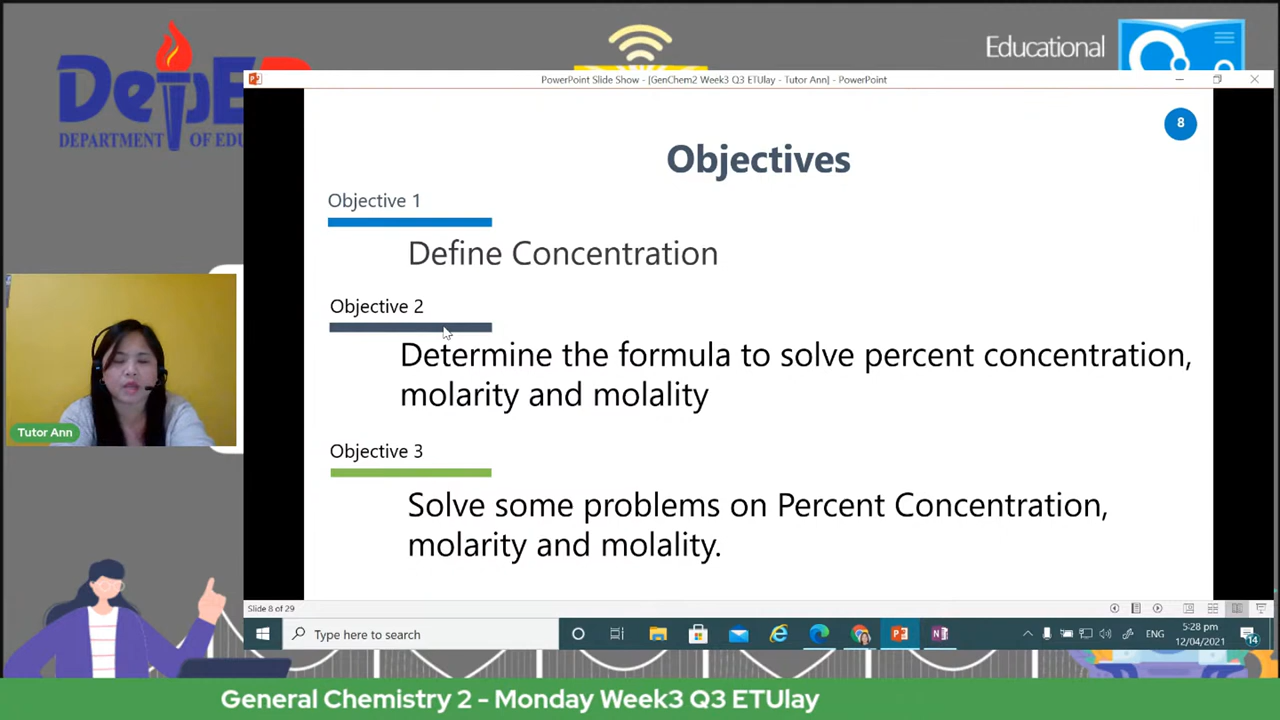 DepED
DEPARTMENT OF EDU
Educational
PowerPoint Slide Show - [GenChem2 Week3 Q3 ETUlay - Tutor Ann] - PowerPoint
8
Objectives
Objective 1
Define Concentration
Objective 2
Determine the formula to solve percent concentration,
molarity and molality
Objective 3
Solve some problems on Percent Concentration,
molarity and molality.
Tutor Ann
Slide 8 of 29
Type here to search
ENG
5:28 pm
12/04/2021
14
General Chemistry 2 - Monday Week3 Q3 ETUlay